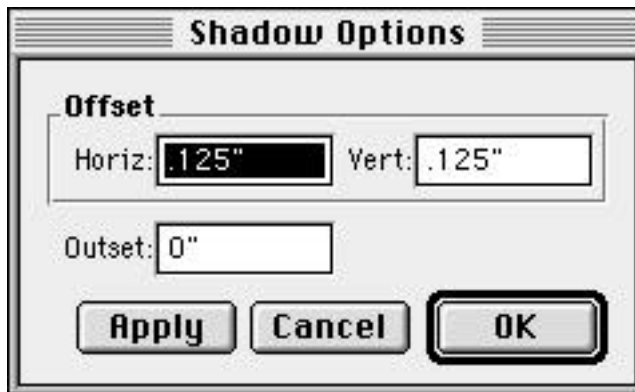 Shadow Options
Offset
Horiz: .125" Vert: .125"
Outset: 0"
Apply Cancel OK